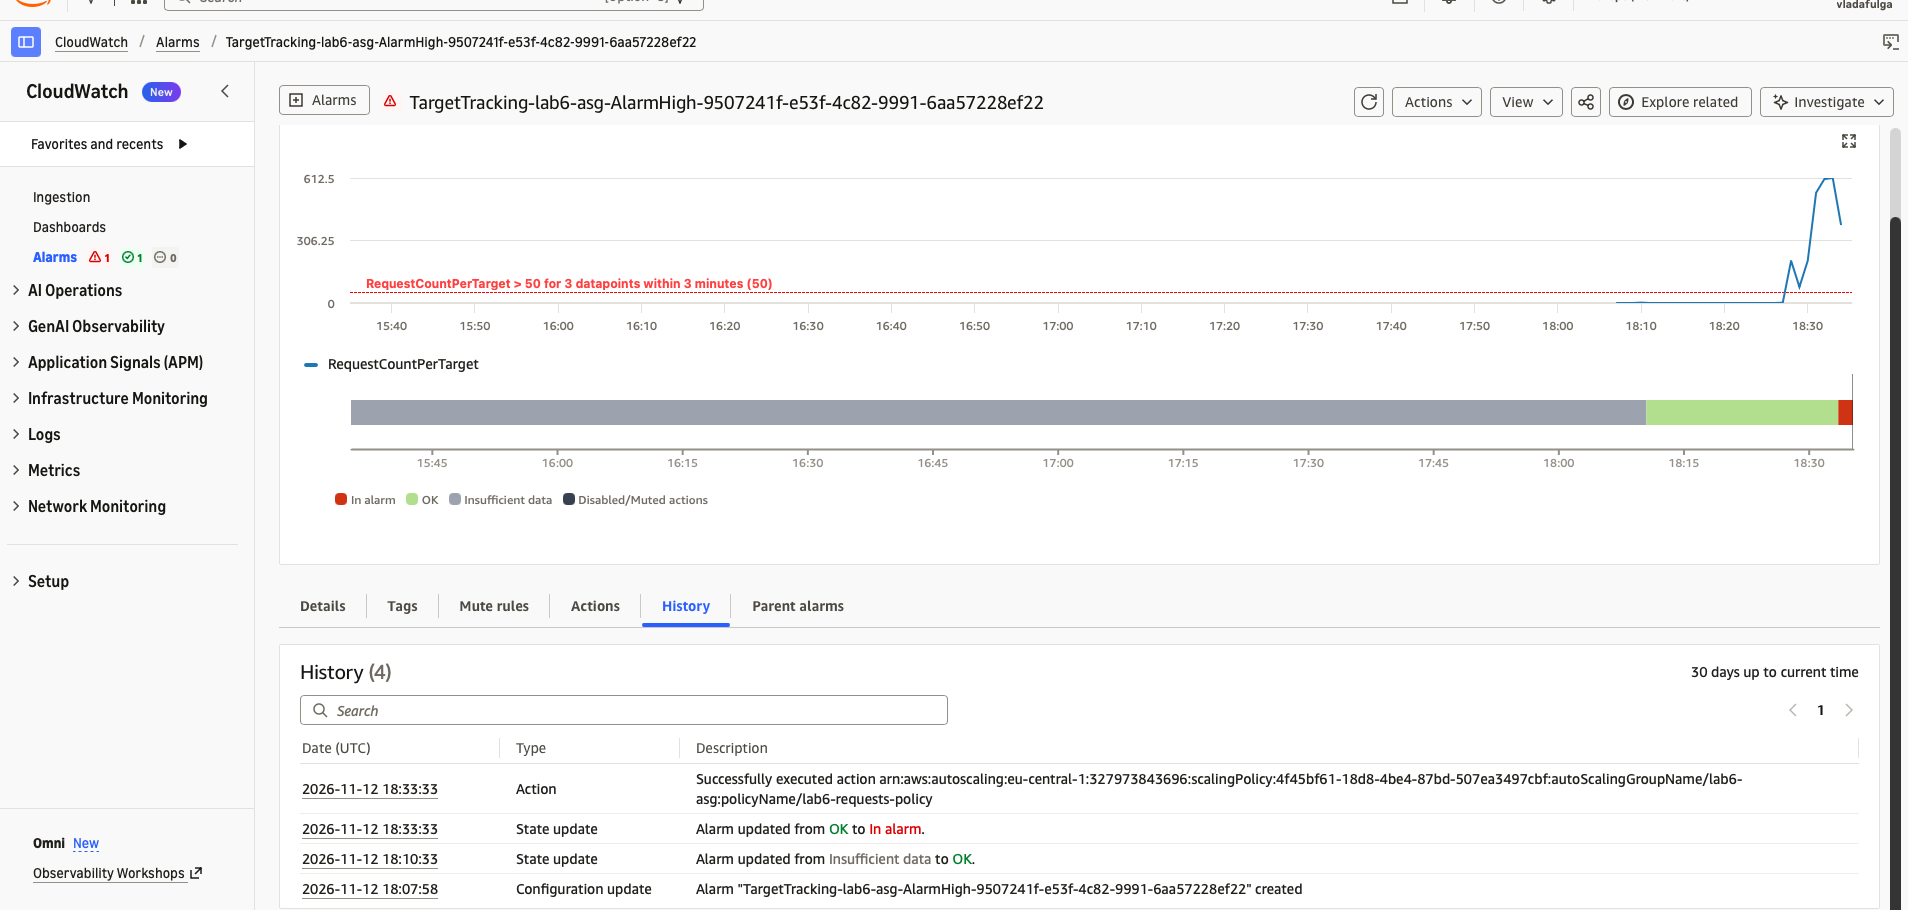 vladafulga
CloudWatch / Alarms / TargetTracking-lab6-asg-AlarmHigh-9507241f-e53f-4c82-9991-6aa57228ef22
CloudWatch New
Favorites and recents
Ingestion
Dashboards
Alarms 1 1 0
AI Operations
GenAI Observability
Application Signals (APM)
Infrastructure Monitoring
Logs
Metrics
Network Monitoring
Setup
Omni New
Observability Workshops
Alarms TargetTracking-lab6-asg-AlarmHigh-9507241f-e53f-4c82-9991-6aa57228ef22
Actions View Explore related Investigate
612.5
306.25
RequestCountPerTarget > 50 for 3 datapoints within 3 minutes (50)
0
15:40 15:50 16:00 16:10 16:20 16:30 16:40 16:50 17:00 17:10 17:20 17:30 17:40 17:50 18:00 18:10 18:20 18:30
RequestCountPerTarget
15:45 16:00 16:15 16:30 16:45 17:00 17:15 17:30 17:45 18:00 18:15 18:30
In alarm OK Insufficient data Disabled/Muted actions
Details Tags Mute rules Actions History Parent alarms
History (4) 30 days up to current time
Search
1
Date (UTC) Type Description
2026-11-12 18:33:33 Action Successfully executed action arn:aws:autoscaling:eu-central-1:327973843696:scalingPolicy:4f45bf61-18d8-4be4-87bd-507ea3497cbf:autoScalingGroupName/lab6-
asg:policyName/lab6-requests-policy
2026-11-12 18:33:33 State update Alarm updated from OK to In alarm.
2026-11-12 18:10:33 State update Alarm updated from Insufficient data to OK.
2026-11-12 18:07:58 Configuration update Alarm "TargetTracking-lab6-asg-AlarmHigh-9507241f-e53f-4c82-9991-6aa57228ef22" created